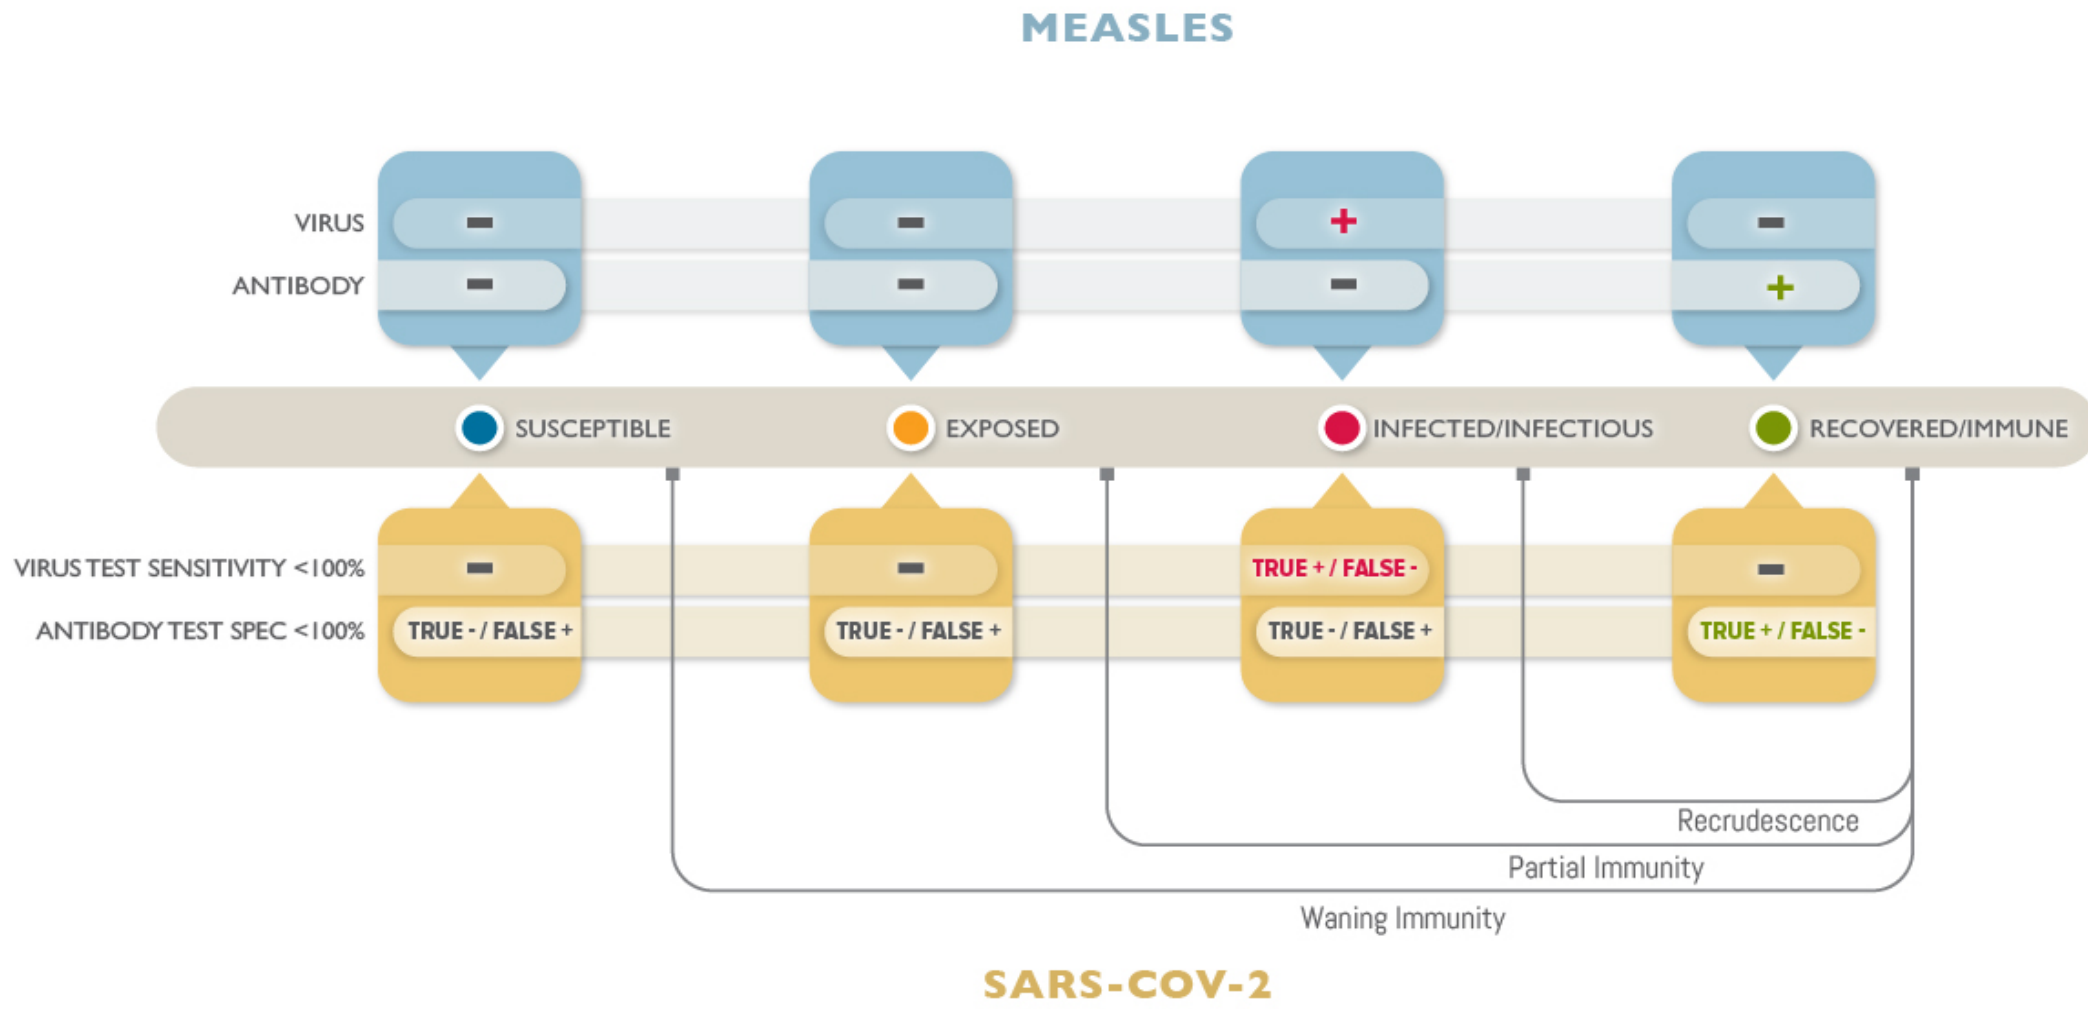 MEASLES
VIRUS - - + -
ANTIBODY - - - +
SUSCEPTIBLE EXPOSED INFECTED/INFECTIOUS RECOVERED/IMMUNE
VIRUS TEST SENSITIVITY <100% - - TRUE + / FALSE - -
ANTIBODY TEST SPEC <100% TRUE - / FALSE + TRUE - / FALSE + TRUE - / FALSE + TRUE + / FALSE -
Recrudescence
Partial Immunity
Waning Immunity
SARS-COV-2